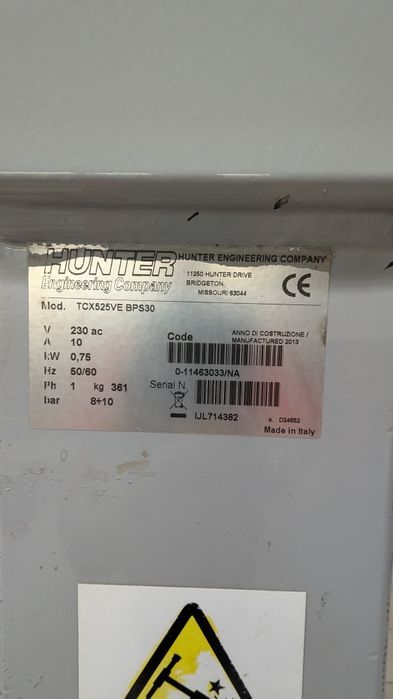 HUNTER
Engineering Company
HUNTER ENGINEERING COMPANY
11250 HUNTER DRIVE
BRIDGETON,
MISSOURI 63044
CE
Mod. TCX525VE BPS30
V 230 ac
A 10
kW 0,75
Hz 50/60
Ph 1 kg 361
bar 8÷10
Code
ANNO DI COSTRUZIONE /
MANUFACTURED 2013
0-11463033/NA
Serial N.
IJL714382
o. D24652
Made in Italy